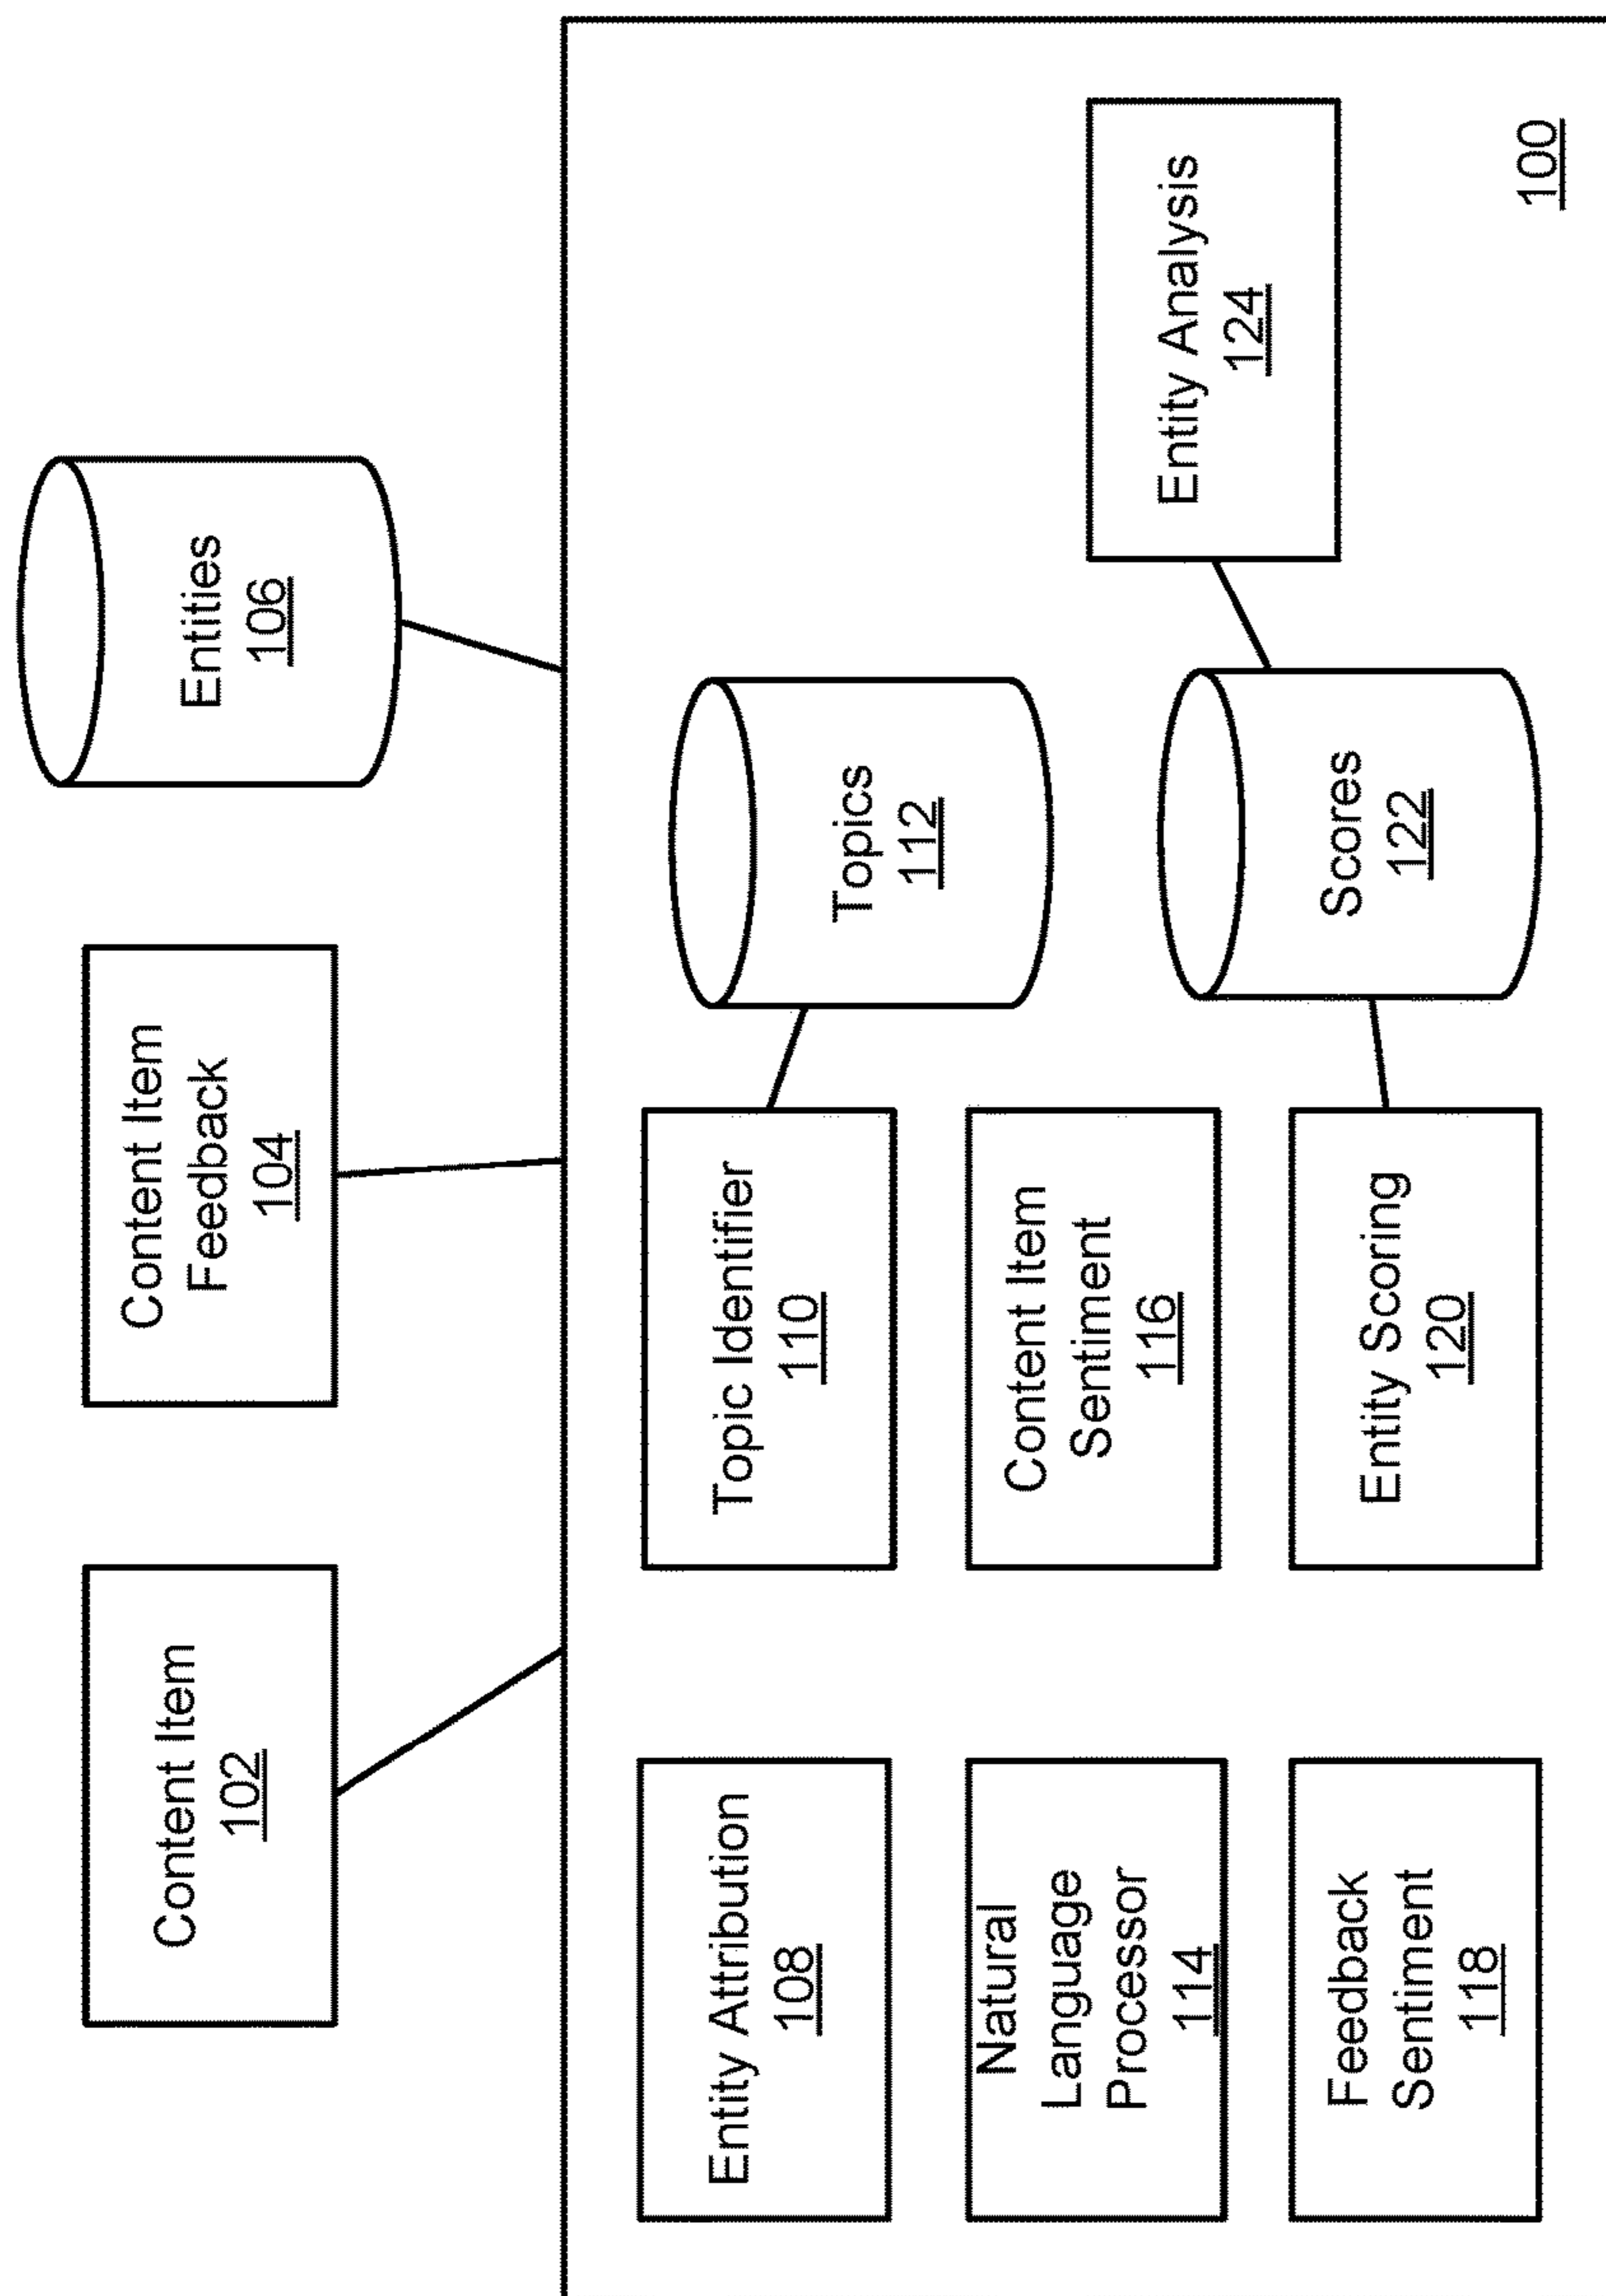 Content Item
102
Content Item
Feedback
104
Entities
106
Entity Attribution
108
Topic Identifier
110
Topics
112
Natural
Language
Processor
114
Content Item
Sentiment
116
Feedback
Sentiment
118
Entity Scoring
120
Scores
122
Entity Analysis
124
100